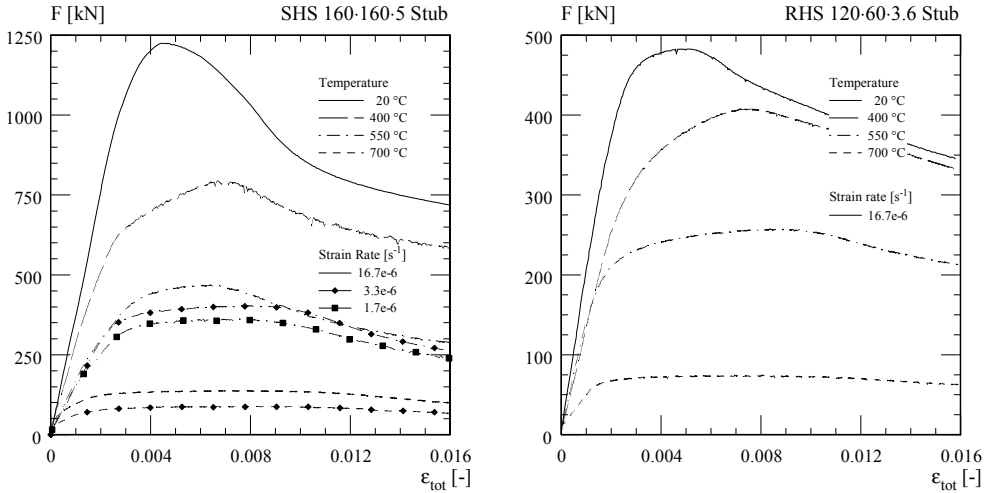 F [kN] SHS 160·160·5 Stub
1250
1000
750
500
250
0
Temperature
20 °C
400 °C
550 °C
700 °C
Strain Rate [s-1]
16.7e-6
3.3e-6
1.7e-6
0 0.004 0.008 0.012 0.016
εtot [-]
F [kN] RHS 120·60·3.6 Stub
500
400
300
200
100
0
Temperature
20 °C
400 °C
550 °C
700 °C
Strain rate [s-1]
16.7e-6
0 0.004 0.008 0.012 0.016
εtot [-]